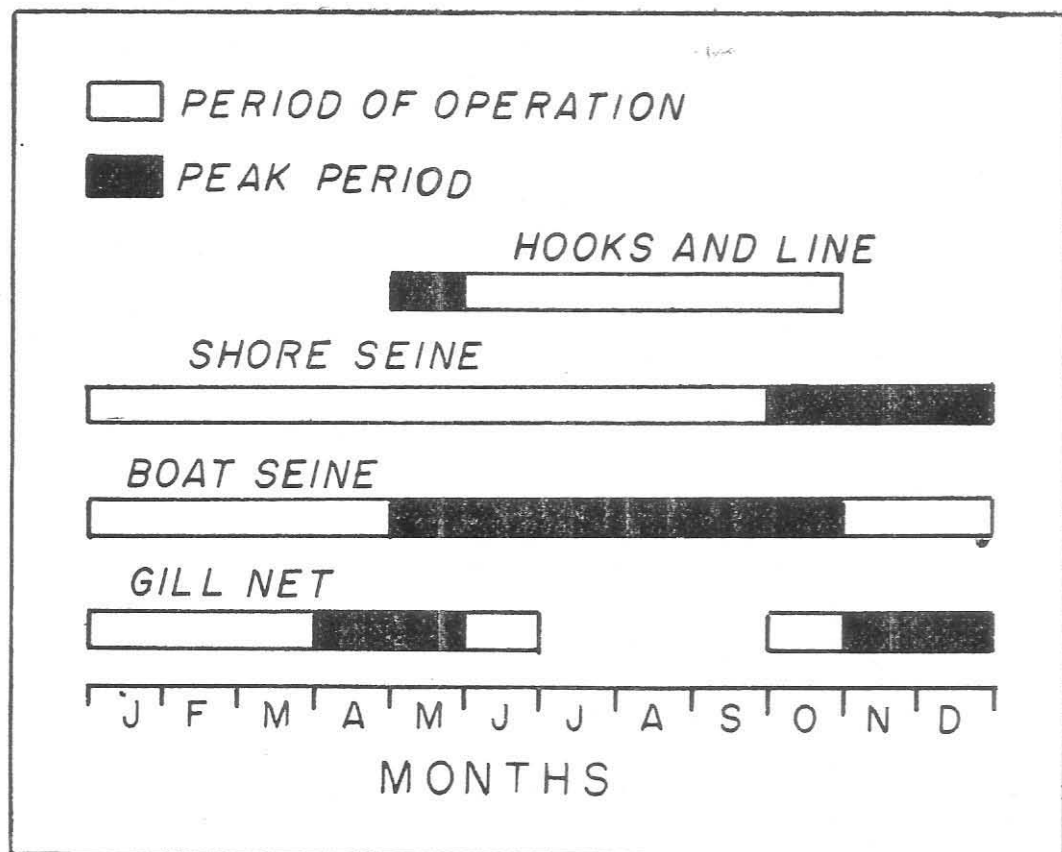 PERIOD OF OPERATION
PEAK PERIOD
HOOKS AND LINE
SHORE SEINE
BOAT SEINE
GILL NET
J F M A M J J A S O N D
MONTHS